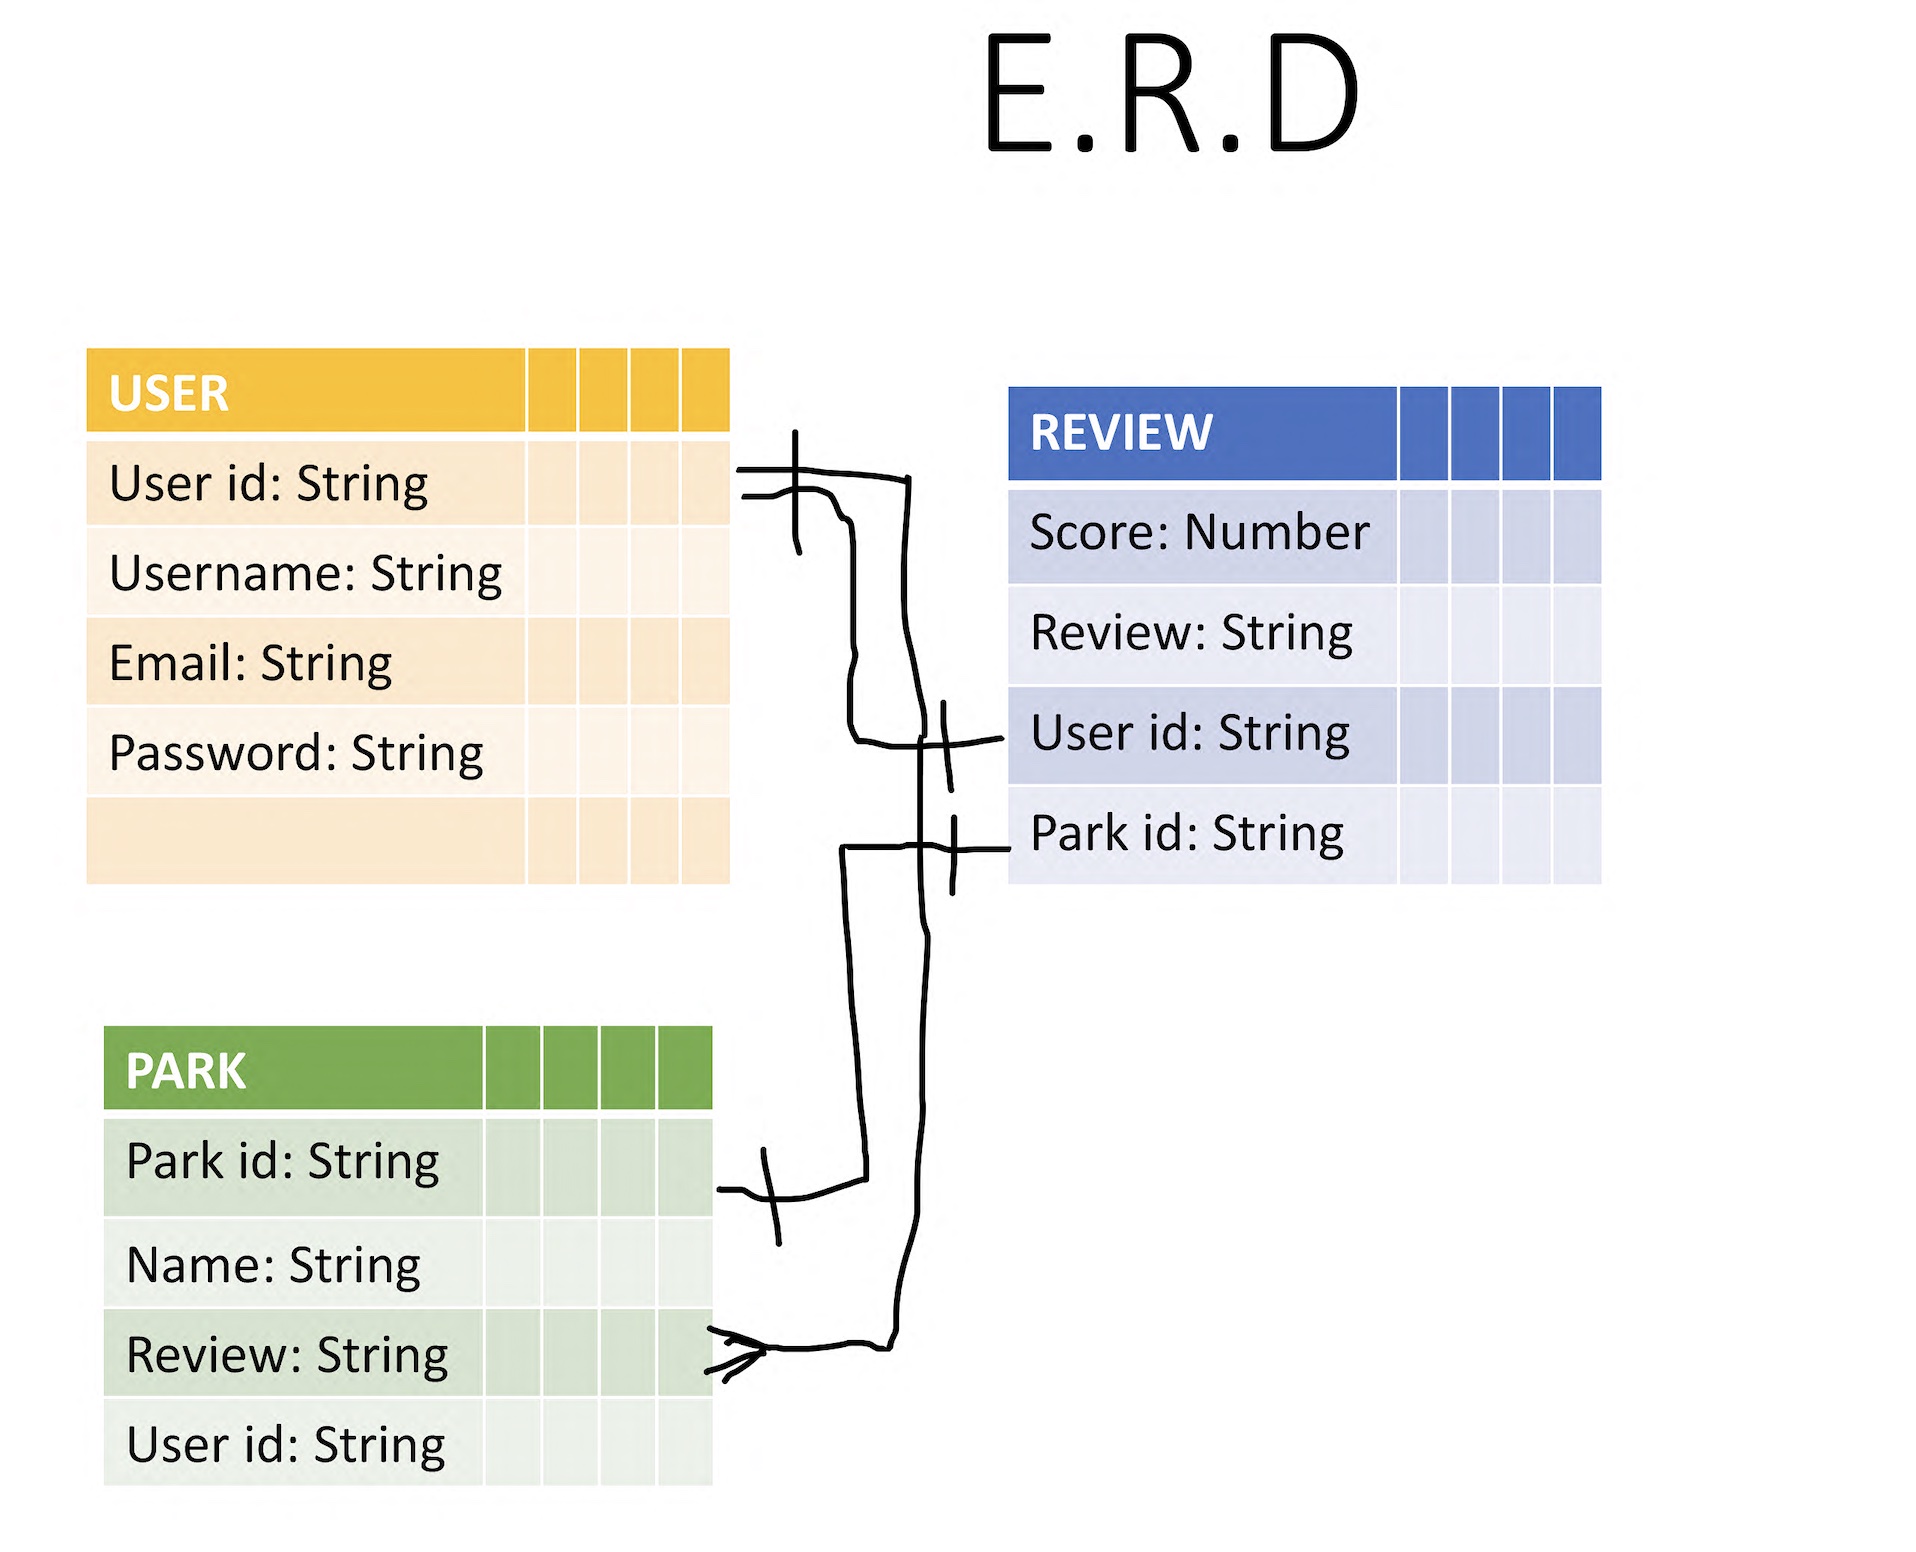 E.R.D
USER
User id: String
Username: String
Email: String
Password: String
REVIEW
Score: Number
Review: String
User id: String
Park id: String
PARK
Park id: String
Name: String
Review: String
User id: String